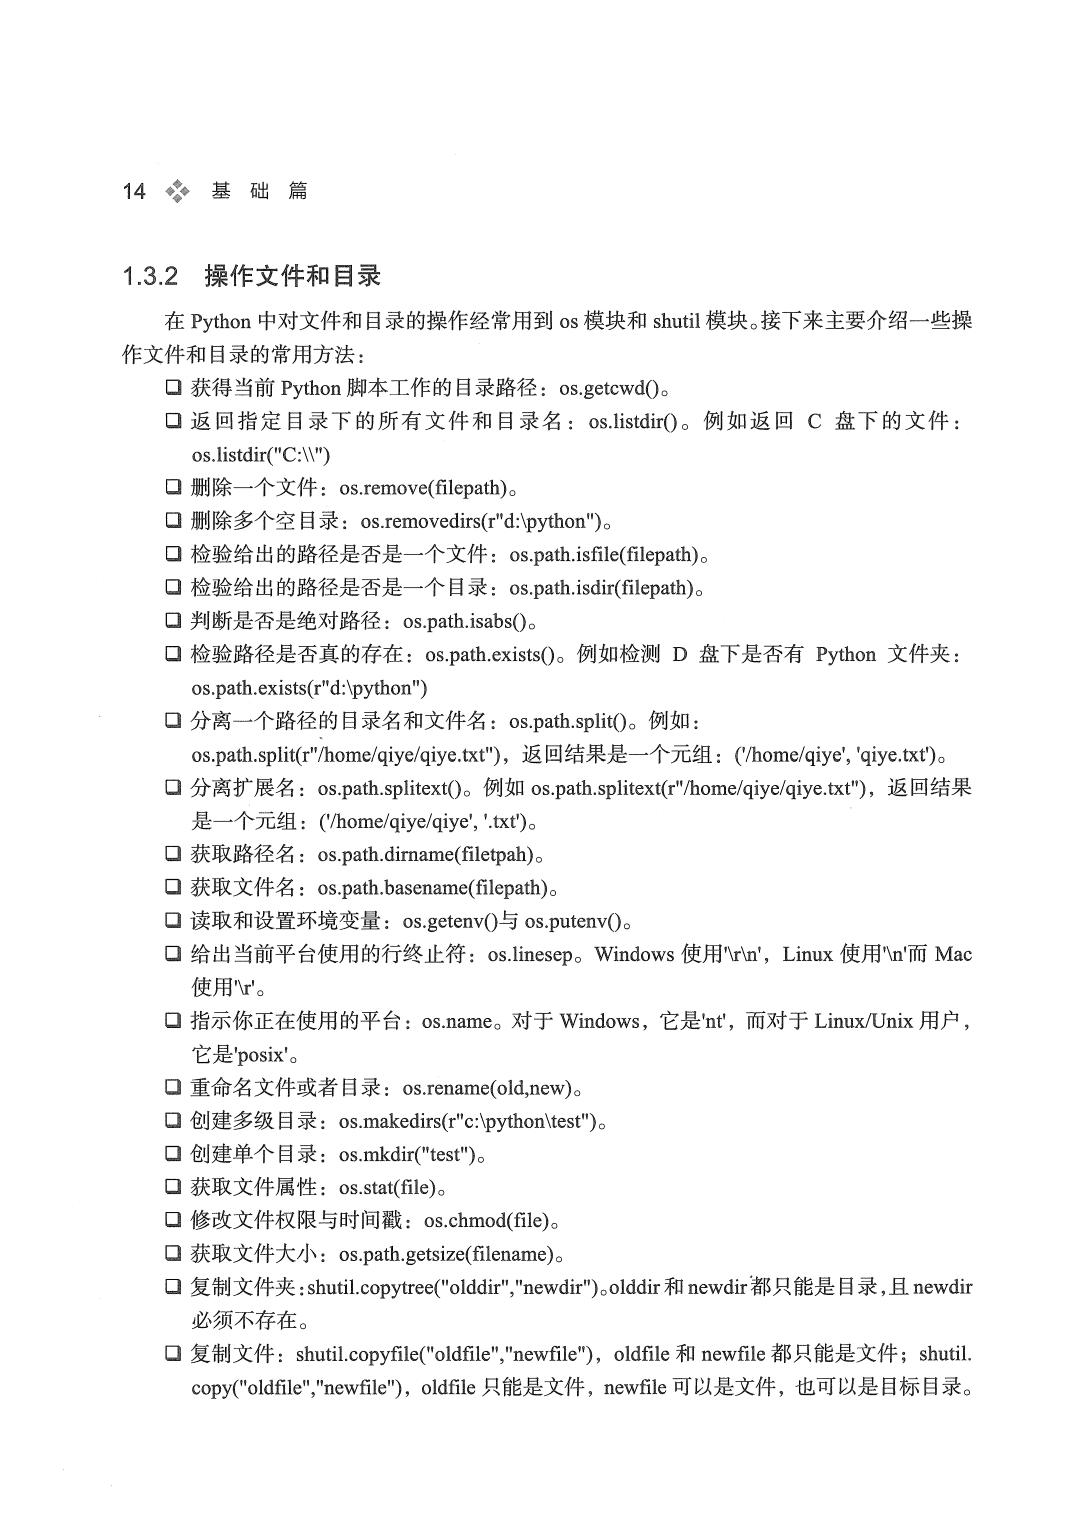 14 基 础 篇
1.3.2 操作文件和目录
在 Python 中对文件和目录的操作经常用到 os 模块和 shutil 模块。接下来主要介绍一些操
作文件和目录的常用方法：
❑ 获得当前 Python 脚本工作的目录路径：os.getcwd()。
❑ 返回指定目录下的所有文件和目录名：os.listdir()。例如返回 C 盘下的文件：
os.listdir("C:\\")
❑ 删除一个文件：os.remove(filepath)。
❑ 删除多个空目录：os.removedirs(r"d:\python")。
❑ 检验给出的路径是否是一个文件：os.path.isfile(filepath)。
❑ 检验给出的路径是否是一个目录：os.path.isdir(filepath)。
❑ 判断是否是绝对路径：os.path.isabs()。
❑ 检验路径是否真的存在：os.path.exists()。例如检测 D 盘下是否有 Python 文件夹：
os.path.exists(r"d:\python")
❑ 分离一个路径的目录名和文件名：os.path.split()。例如：
os.path.split(r"/home/qiye/qiye.txt")，返回结果是一个元组：('/home/qiye', 'qiye.txt')。
❑ 分离扩展名：os.path.splitext()。例如 os.path.splitext(r"/home/qiye/qiye.txt")，返回结果
是一个元组：('/home/qiye/qiye', '.txt')。
❑ 获取路径名：os.path.dirname(filetpah)。
❑ 获取文件名：os.path.basename(filepath)。
❑ 读取和设置环境变量：os.getenv()与 os.putenv()。
❑ 给出当前平台使用的行终止符：os.linesep。Windows 使用'\r\n'，Linux 使用'\n'而 Mac
使用'\r'。
❑ 指示你正在使用的平台：os.name。对于 Windows，它是'nt'，而对于 Linux/Unix 用户，
它是'posix'。
❑ 重命名文件或者目录：os.rename(old,new)。
❑ 创建多级目录：os.makedirs(r"c:\python\test")。
❑ 创建单个目录：os.mkdir("test")。
❑ 获取文件属性：os.stat(file)。
❑ 修改文件权限与时间戳：os.chmod(file)。
❑ 获取文件大小：os.path.getsize(filename)。
❑ 复制文件夹：shutil.copytree("olddir","newdir")。olddir 和 newdir 都只能是目录，且 newdir
必须不存在。
❑ 复制文件：shutil.copyfile("oldfile","newfile")，oldfile 和 newfile 都只能是文件；shutil.
copy("oldfile","newfile")，oldfile 只能是文件，newfile 可以是文件，也可以是目标目录。